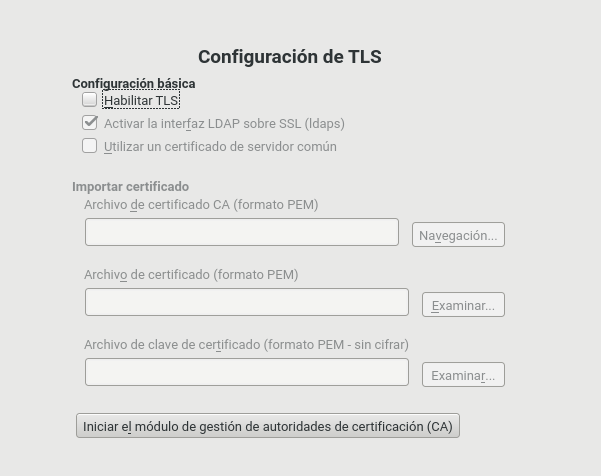 Configuración de TLS
Configuración básica
Habilitar TLS
Activar la interfaz LDAP sobre SSL (ldaps)
Utilizar un certificado de servidor común
Importar certificado
Archivo de certificado CA (formato PEM)
Navegación...
Archivo de certificado (formato PEM)
Examinar...
Archivo de clave de certificado (formato PEM - sin cifrar)
Examinar...
Iniciar el módulo de gestión de autoridades de certificación (CA)